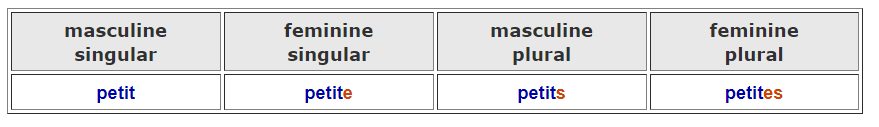 masculine singular feminine singular masculine plural feminine plural
petit petite petits petites